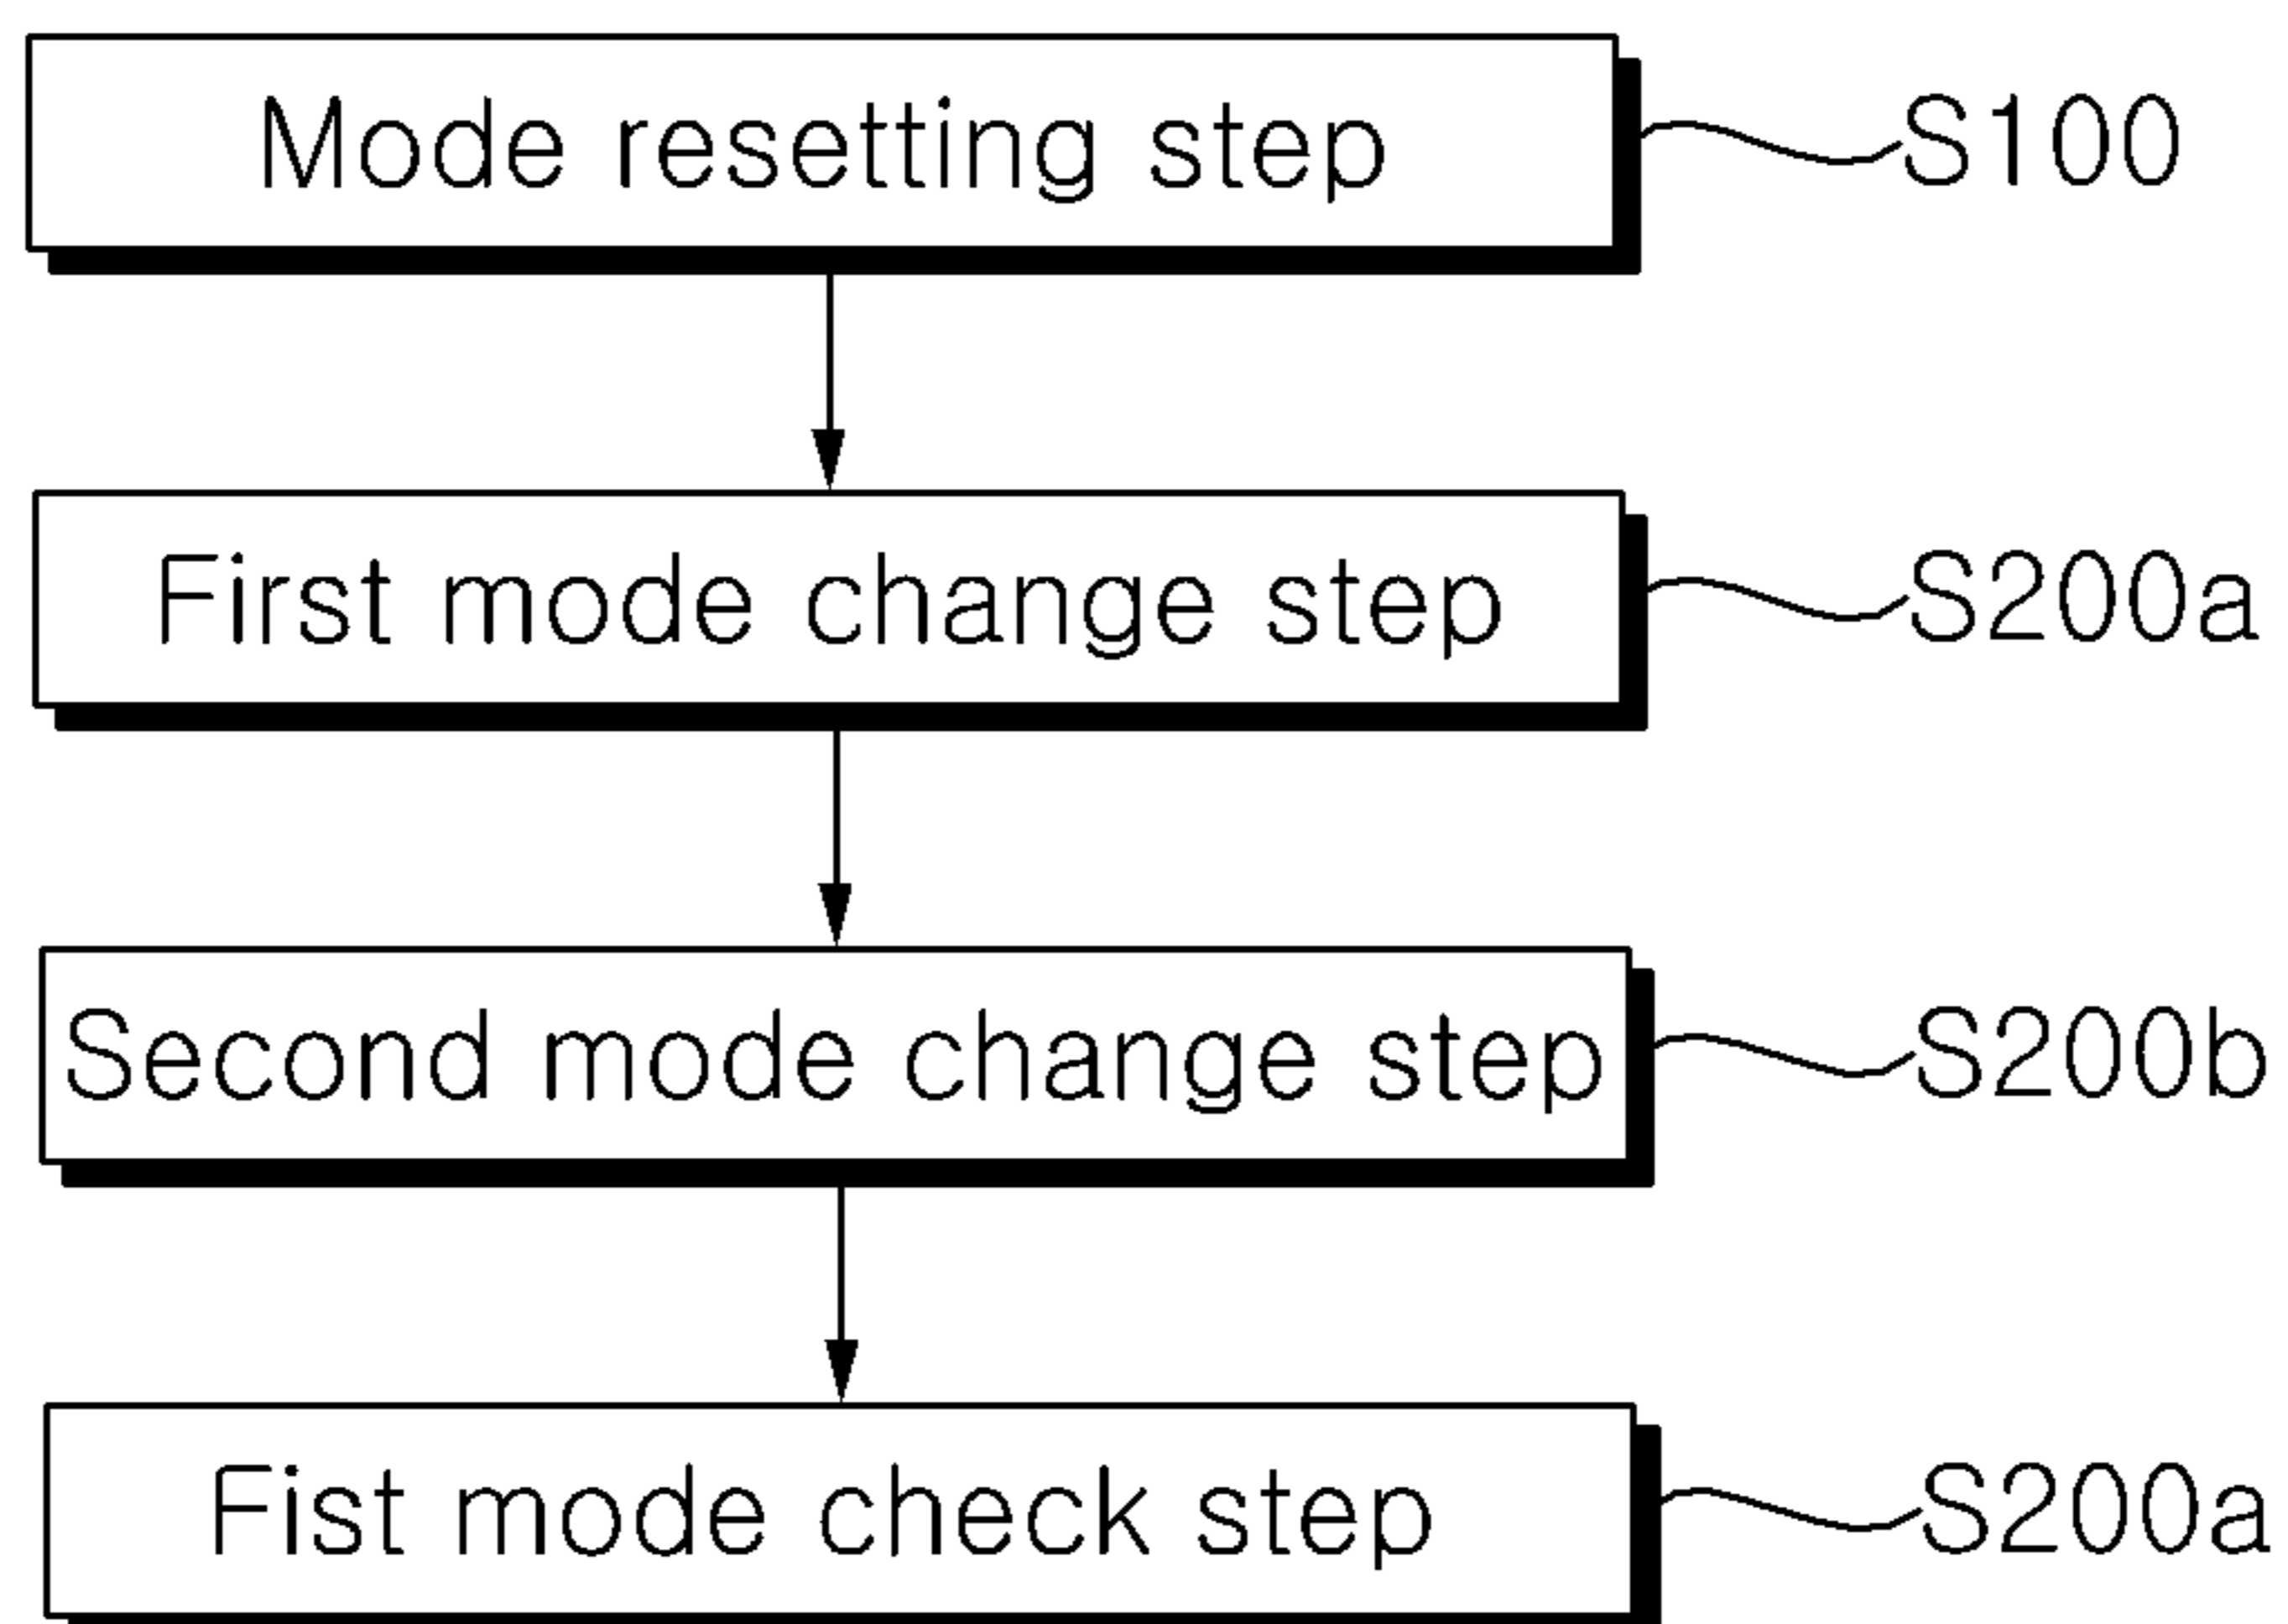 Mode resetting step S100
First mode change step S200a
Second mode change step S200b
Fist mode check step S200a